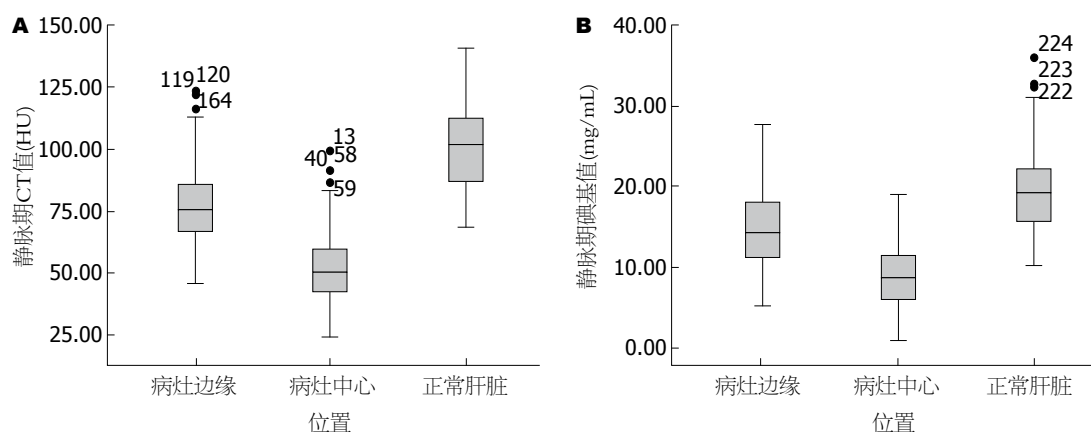 A
静脉期CT值(HU)
150.00
125.00
100.00
75.00
50.00
25.00
119
120
164
13
40
58
59
病灶边缘
病灶中心
正常肝脏
位置
B
静脉期碘基值(mg/mL)
40.00
30.00
20.00
10.00
0.00
224
223
222
病灶边缘
病灶中心
正常肝脏
位置